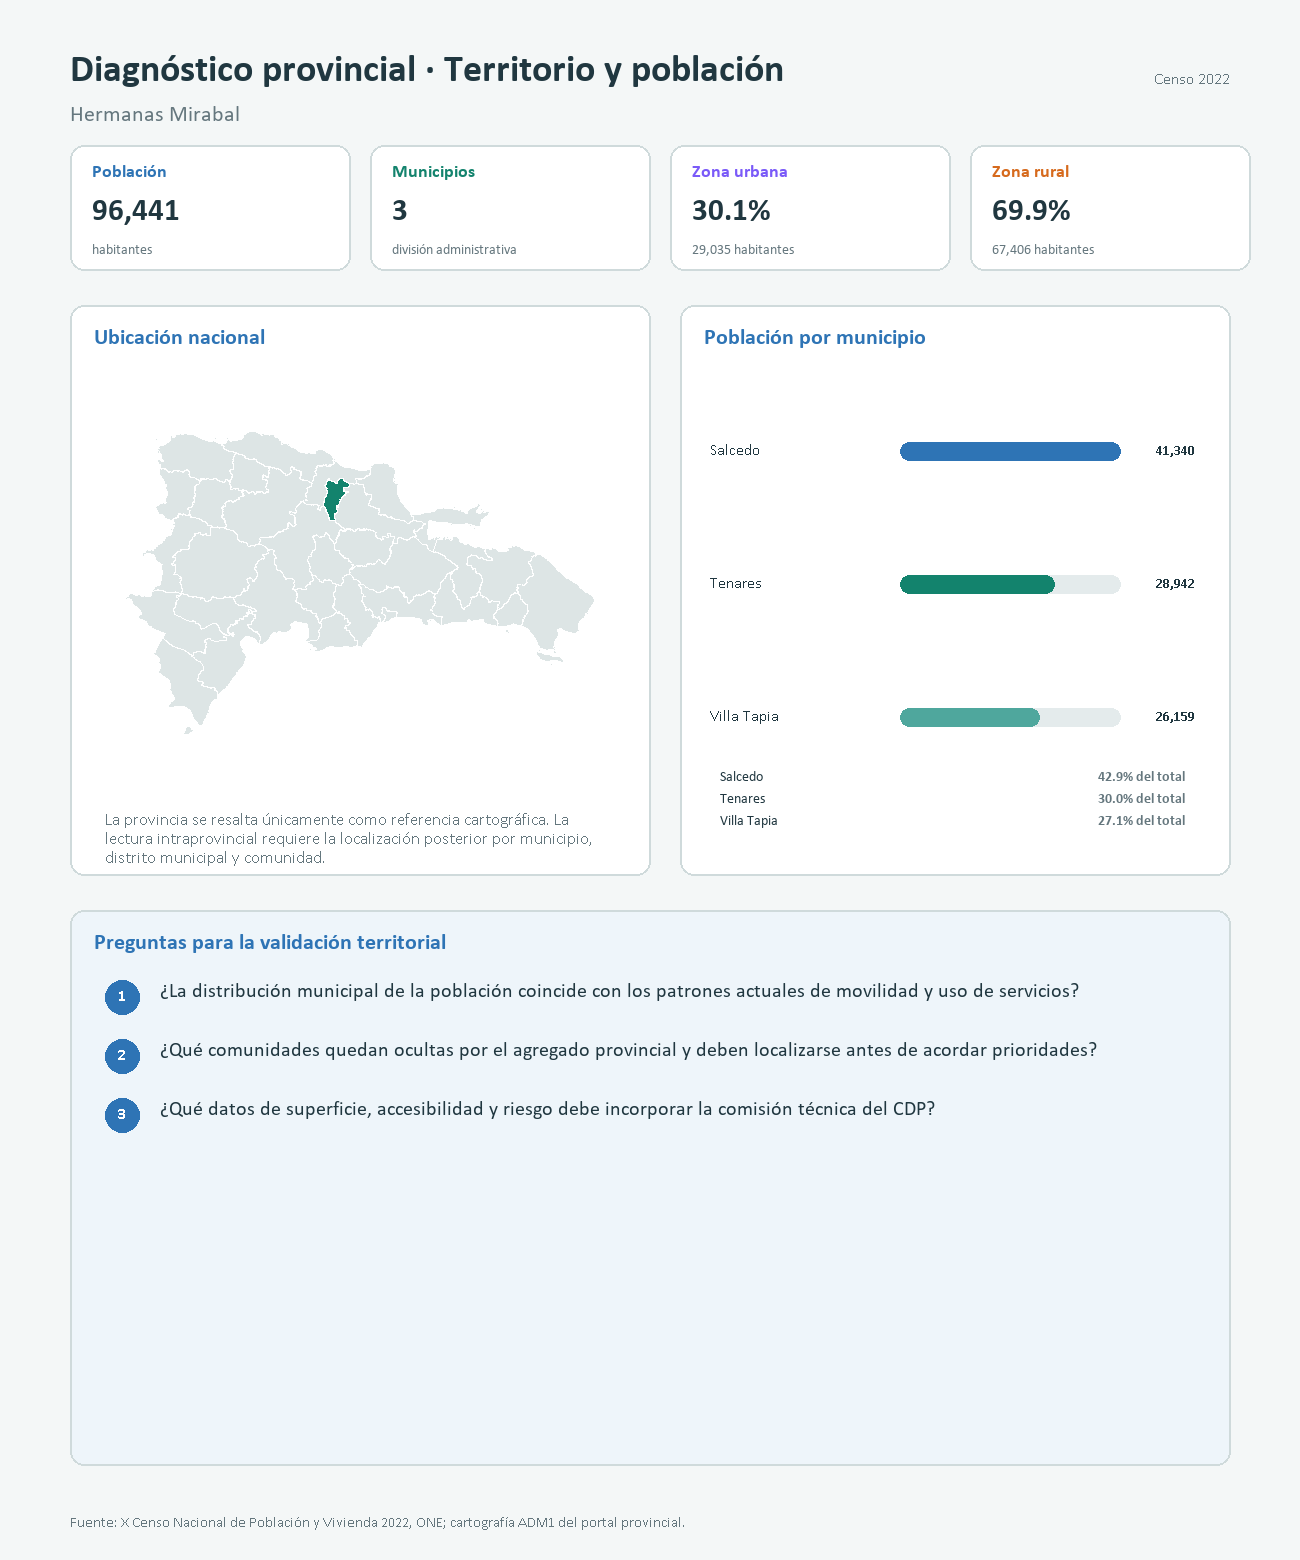 Diagnóstico provincial · Territorio y población
Censo 2022
Hermanas Mirabal
Población
96,441
habitantes
Municipios
3
división administrativa
Zona urbana
30.1%
29,035 habitantes
Zona rural
69.9%
67,406 habitantes
Ubicación nacional
La provincia se resalta únicamente como referencia cartográfica. La
lectura intraprovincial requiere la localización posterior por municipio,
distrito municipal y comunidad.
Población por municipio
Salcedo 41,340
Tenares 28,942
Villa Tapia 26,159
Salcedo 42.9% del total
Tenares 30.0% del total
Villa Tapia 27.1% del total
Preguntas para la validación territorial
1 ¿La distribución municipal de la población coincide con los patrones actuales de movilidad y uso de servicios?
2 ¿Qué comunidades quedan ocultas por el agregado provincial y deben localizarse antes de acordar prioridades?
3 ¿Qué datos de superficie, accesibilidad y riesgo debe incorporar la comisión técnica del CDP?
Fuente: X Censo Nacional de Población y Vivienda 2022, ONE; cartografía ADM1 del portal provincial.